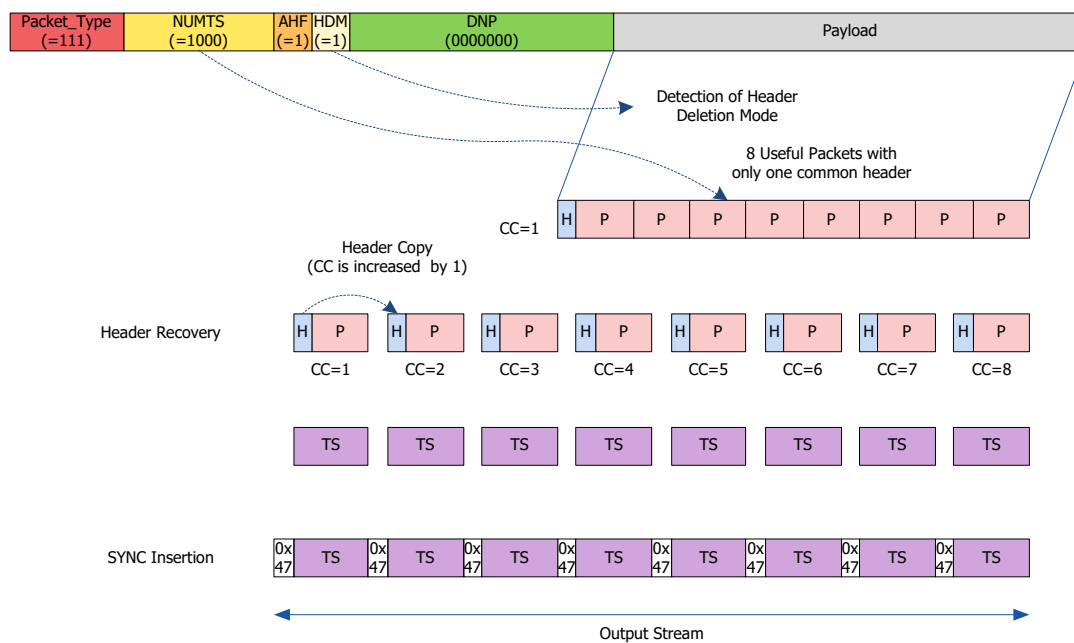 Packet_Type
(=111)
NUMTS
(=1000)
AHF
(=1)
HDM
(=1)
DNP
(0000000)
Payload
Detection of Header
Deletion Mode
8 Useful Packets with
only one common header
CC=1
H P P P P P P P P
Header Copy
(CC is increased by 1)
Header Recovery
H P H P H P H P H P H P H P H P
CC=1 CC=2 CC=3 CC=4 CC=5 CC=6 CC=7 CC=8
TS TS TS TS TS TS TS TS
SYNC Insertion
0x
47
TS
0x
47
TS
0x
47
TS
0x
47
TS
0x
47
TS
0x
47
TS
0x
47
TS
0x
47
TS
Output Stream